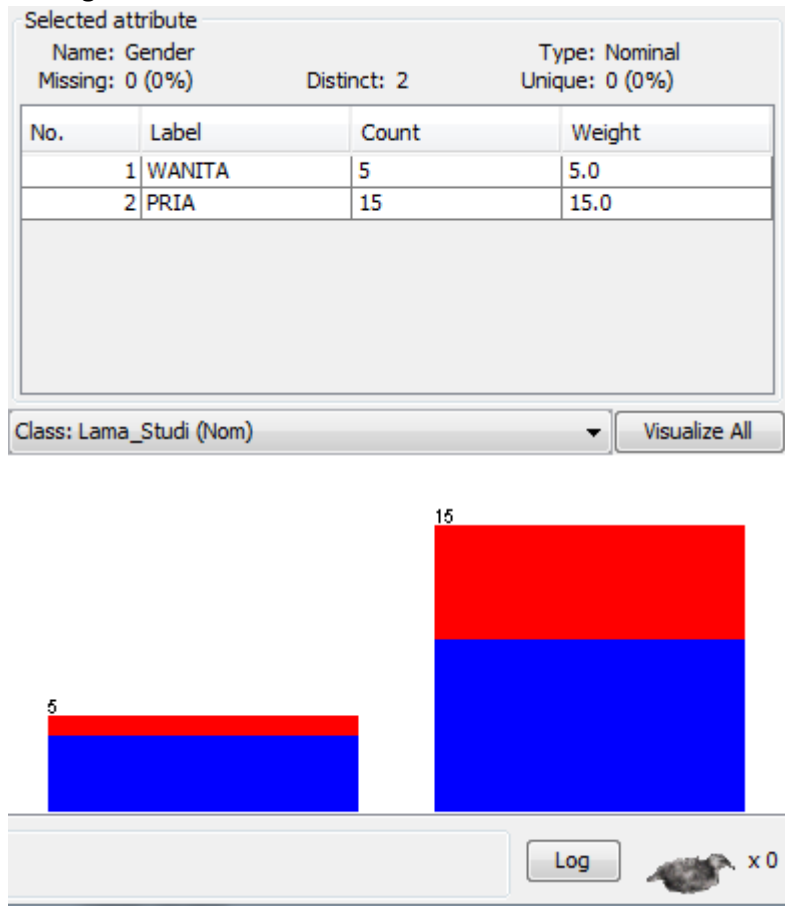 Selected attribute
Name: Gender Type: Nominal
Missing: 0 (0%) Distinct: 2 Unique: 0 (0%)
No. Label Count Weight
1 WANITA 5 5.0
2 PRIA 15 15.0
Class: Lama_Studi (Nom) Visualize All
15
5
Log x 0